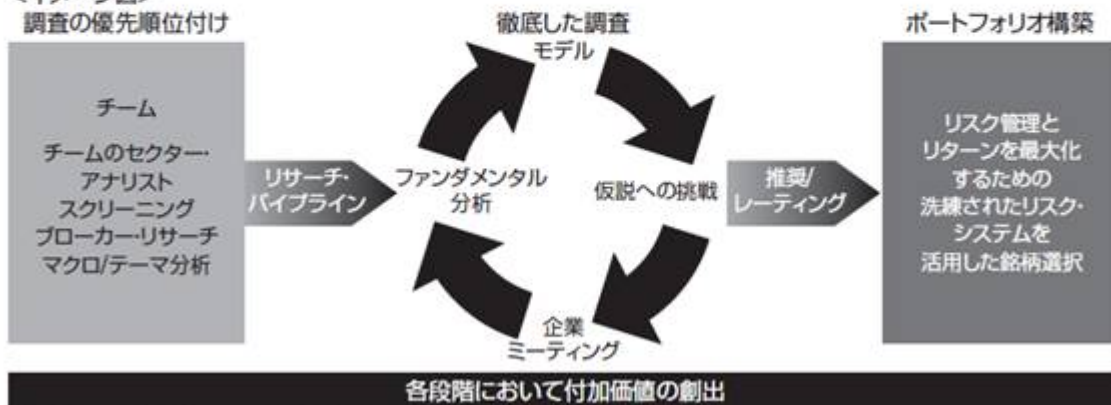 調査の優先順位付け
チーム
チームのセクター・
アナリスト
スクリーニング
ブローカー・リサーチ
マクロ/テーマ分析
リサーチ・
パイプライン
徹底した調査
モデル
ファンダメンタル
分析
仮説への挑戦
企業
ミーティング
推奨/
レーティング
ポートフォリオ構築
リスク管理と
リターンを最大化
するための
洗練されたリスク・
システムを
活用した銘柄選択
各段階において付加価値の創出